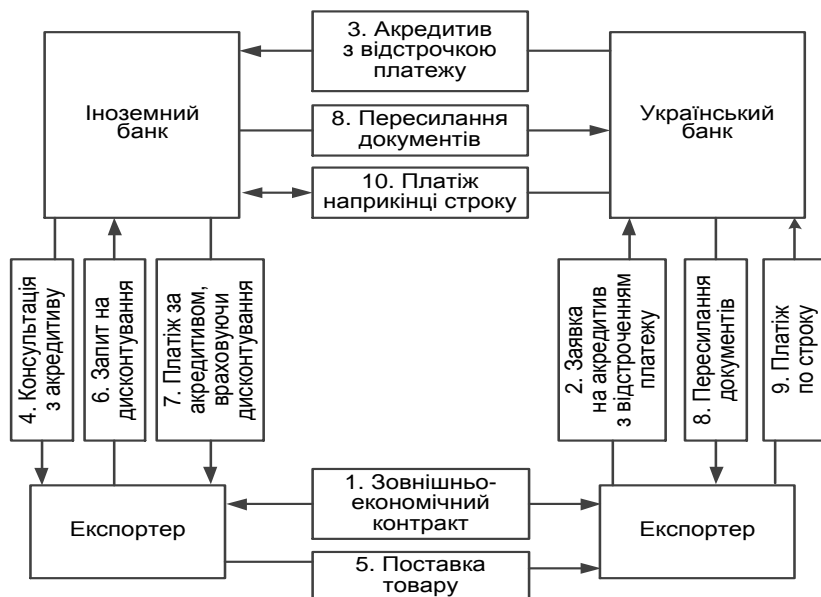 3. Акредитив
з відстрочкою
платежу
Іноземний
банк
Український
банк
8. Пересилання
документів
10. Платіж
наприкінці строку
4. Консультація
з акредитиву
6. Запит на
дисконтування
7. Платіж за
акредитивом,
враховуючи
дисконтування
2. Заявка
на акредитив
з відстроченням
платежу
8. Пересилання
документів
9. Платіж
по строку
1. Зовнішньо-
економічний
контракт
Експортер
Експортер
5. Поставка
товару